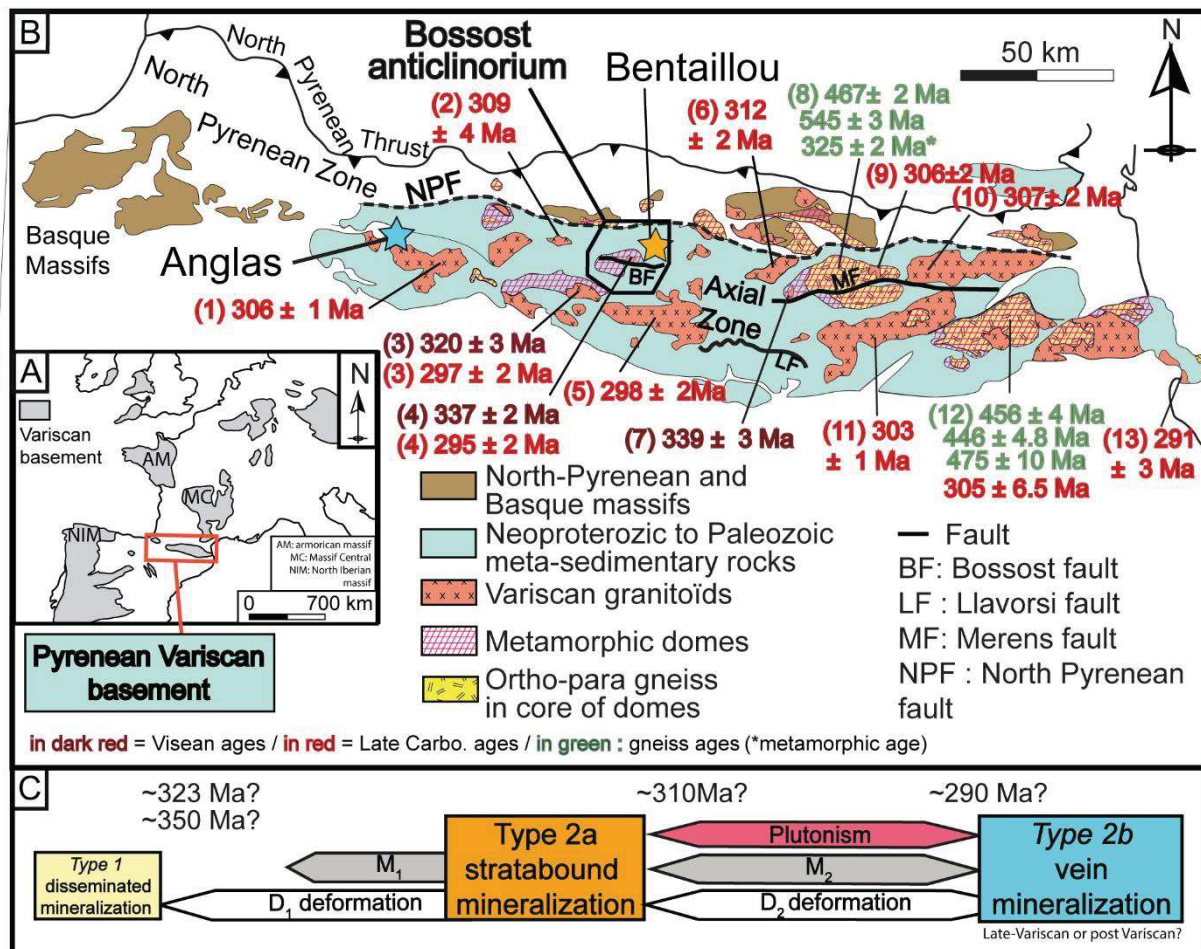 B
North
Pyrenean
Thrust
North
Pyrenean Zone
NPF
Bossost
anticlinorium
Bentaillou
50 km
N
(2) 309
± 4 Ma
(6) 312
± 2 Ma
(8) 467± 2 Ma
545 ± 3 Ma
325 ± 2 Ma*
(9) 306±2 Ma
(10) 307± 2 Ma
Basque
Massifs
Anglas
BF
MF
Axial
Zone
LF
(1) 306 ± 1 Ma
(3) 320 ± 3 Ma
(3) 297 ± 2 Ma
(4) 337 ± 2 Ma
(4) 295 ± 2 Ma
(5) 298 ± 2Ma
(7) 339 ± 3 Ma
(11) 303
± 1 Ma
(12) 456 ± 4 Ma
446 ± 4.8 Ma
475 ± 10 Ma
305 ± 6.5 Ma
(13) 291
± 3 Ma
A
N
Variscan
basement
AM
MC
NIM
AM: armorican massif
MC: Massif Central
NIM: North Iberian
massif
0 700 km
Pyrenean Variscan
basement
North-Pyrenean and
Basque massifs
Neoproterozic to Paleozoic
meta-sedimentary rocks
Variscan granitoïds
Metamorphic domes
Ortho-para gneiss
in core of domes
Fault
BF: Bossost fault
LF : Llavorsi fault
MF: Merens fault
NPF : North Pyrenean
fault
in dark red = Visean ages / in red = Late Carbo. ages / in green : gneiss ages (*metamorphic age)
C
~323 Ma?
~350 Ma?
~310Ma?
~290 Ma?
Type 1
disseminated
mineralization
M1
D1 deformation
Type 2a
stratabound
mineralization
Plutonism
M2
D2 deformation
Type 2b
vein
mineralization
Late-Variscan or post Variscan?